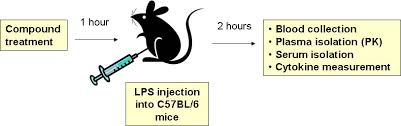 Compound
treatment
1 hour
LPS injection
into C57BL/6
mice
2 hours
• Blood collection
• Plasma isolation (PK)
• Serum isolation
• Cytokine measurement